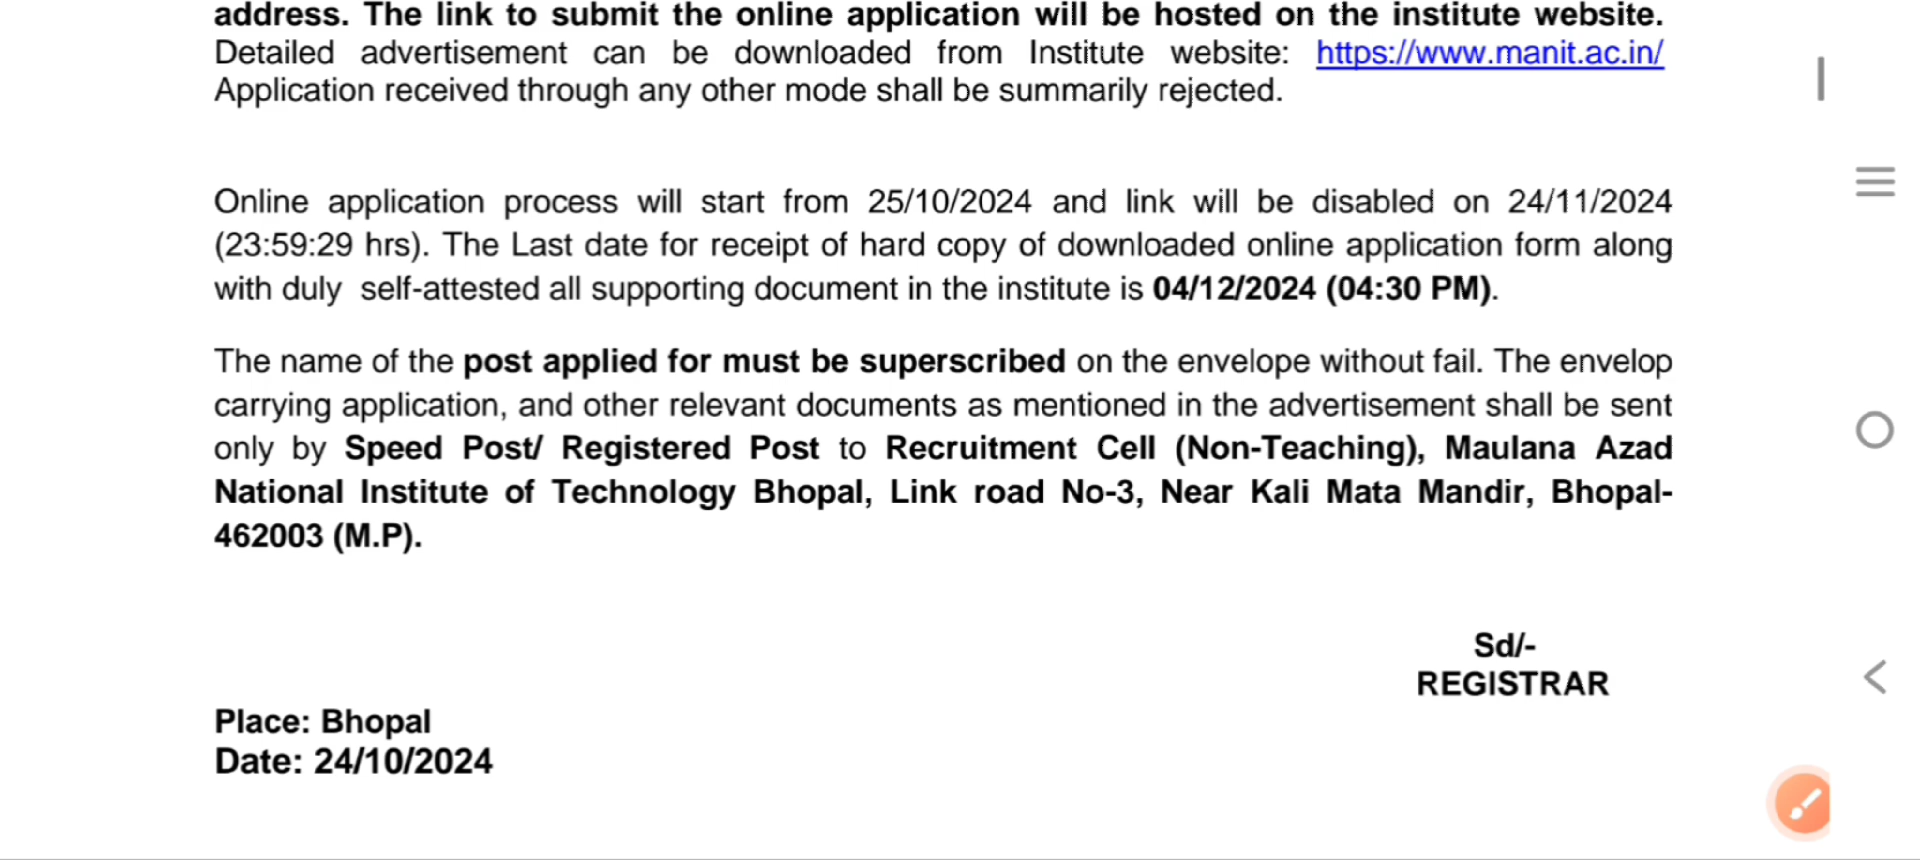 address. The link to submit the online application will be hosted on the institute website.
Detailed advertisement can be downloaded from Institute website: https://www.manit.ac.in/
Application received through any other mode shall be summarily rejected.
Online application process will start from 25/10/2024 and link will be disabled on 24/11/2024
(23:59:29 hrs). The Last date for receipt of hard copy of downloaded online application form along
with duly self-attested all supporting document in the institute is 04/12/2024 (04:30 PM).
The name of the post applied for must be superscribed on the envelope without fail. The envelop
carrying application, and other relevant documents as mentioned in the advertisement shall be sent
only by Speed Post/ Registered Post to Recruitment Cell (Non-Teaching), Maulana Azad
National Institute of Technology Bhopal, Link road No-3, Near Kali Mata Mandir, Bhopal-
462003 (M.P).
Sd/-
REGISTRAR
Place: Bhopal
Date: 24/10/2024